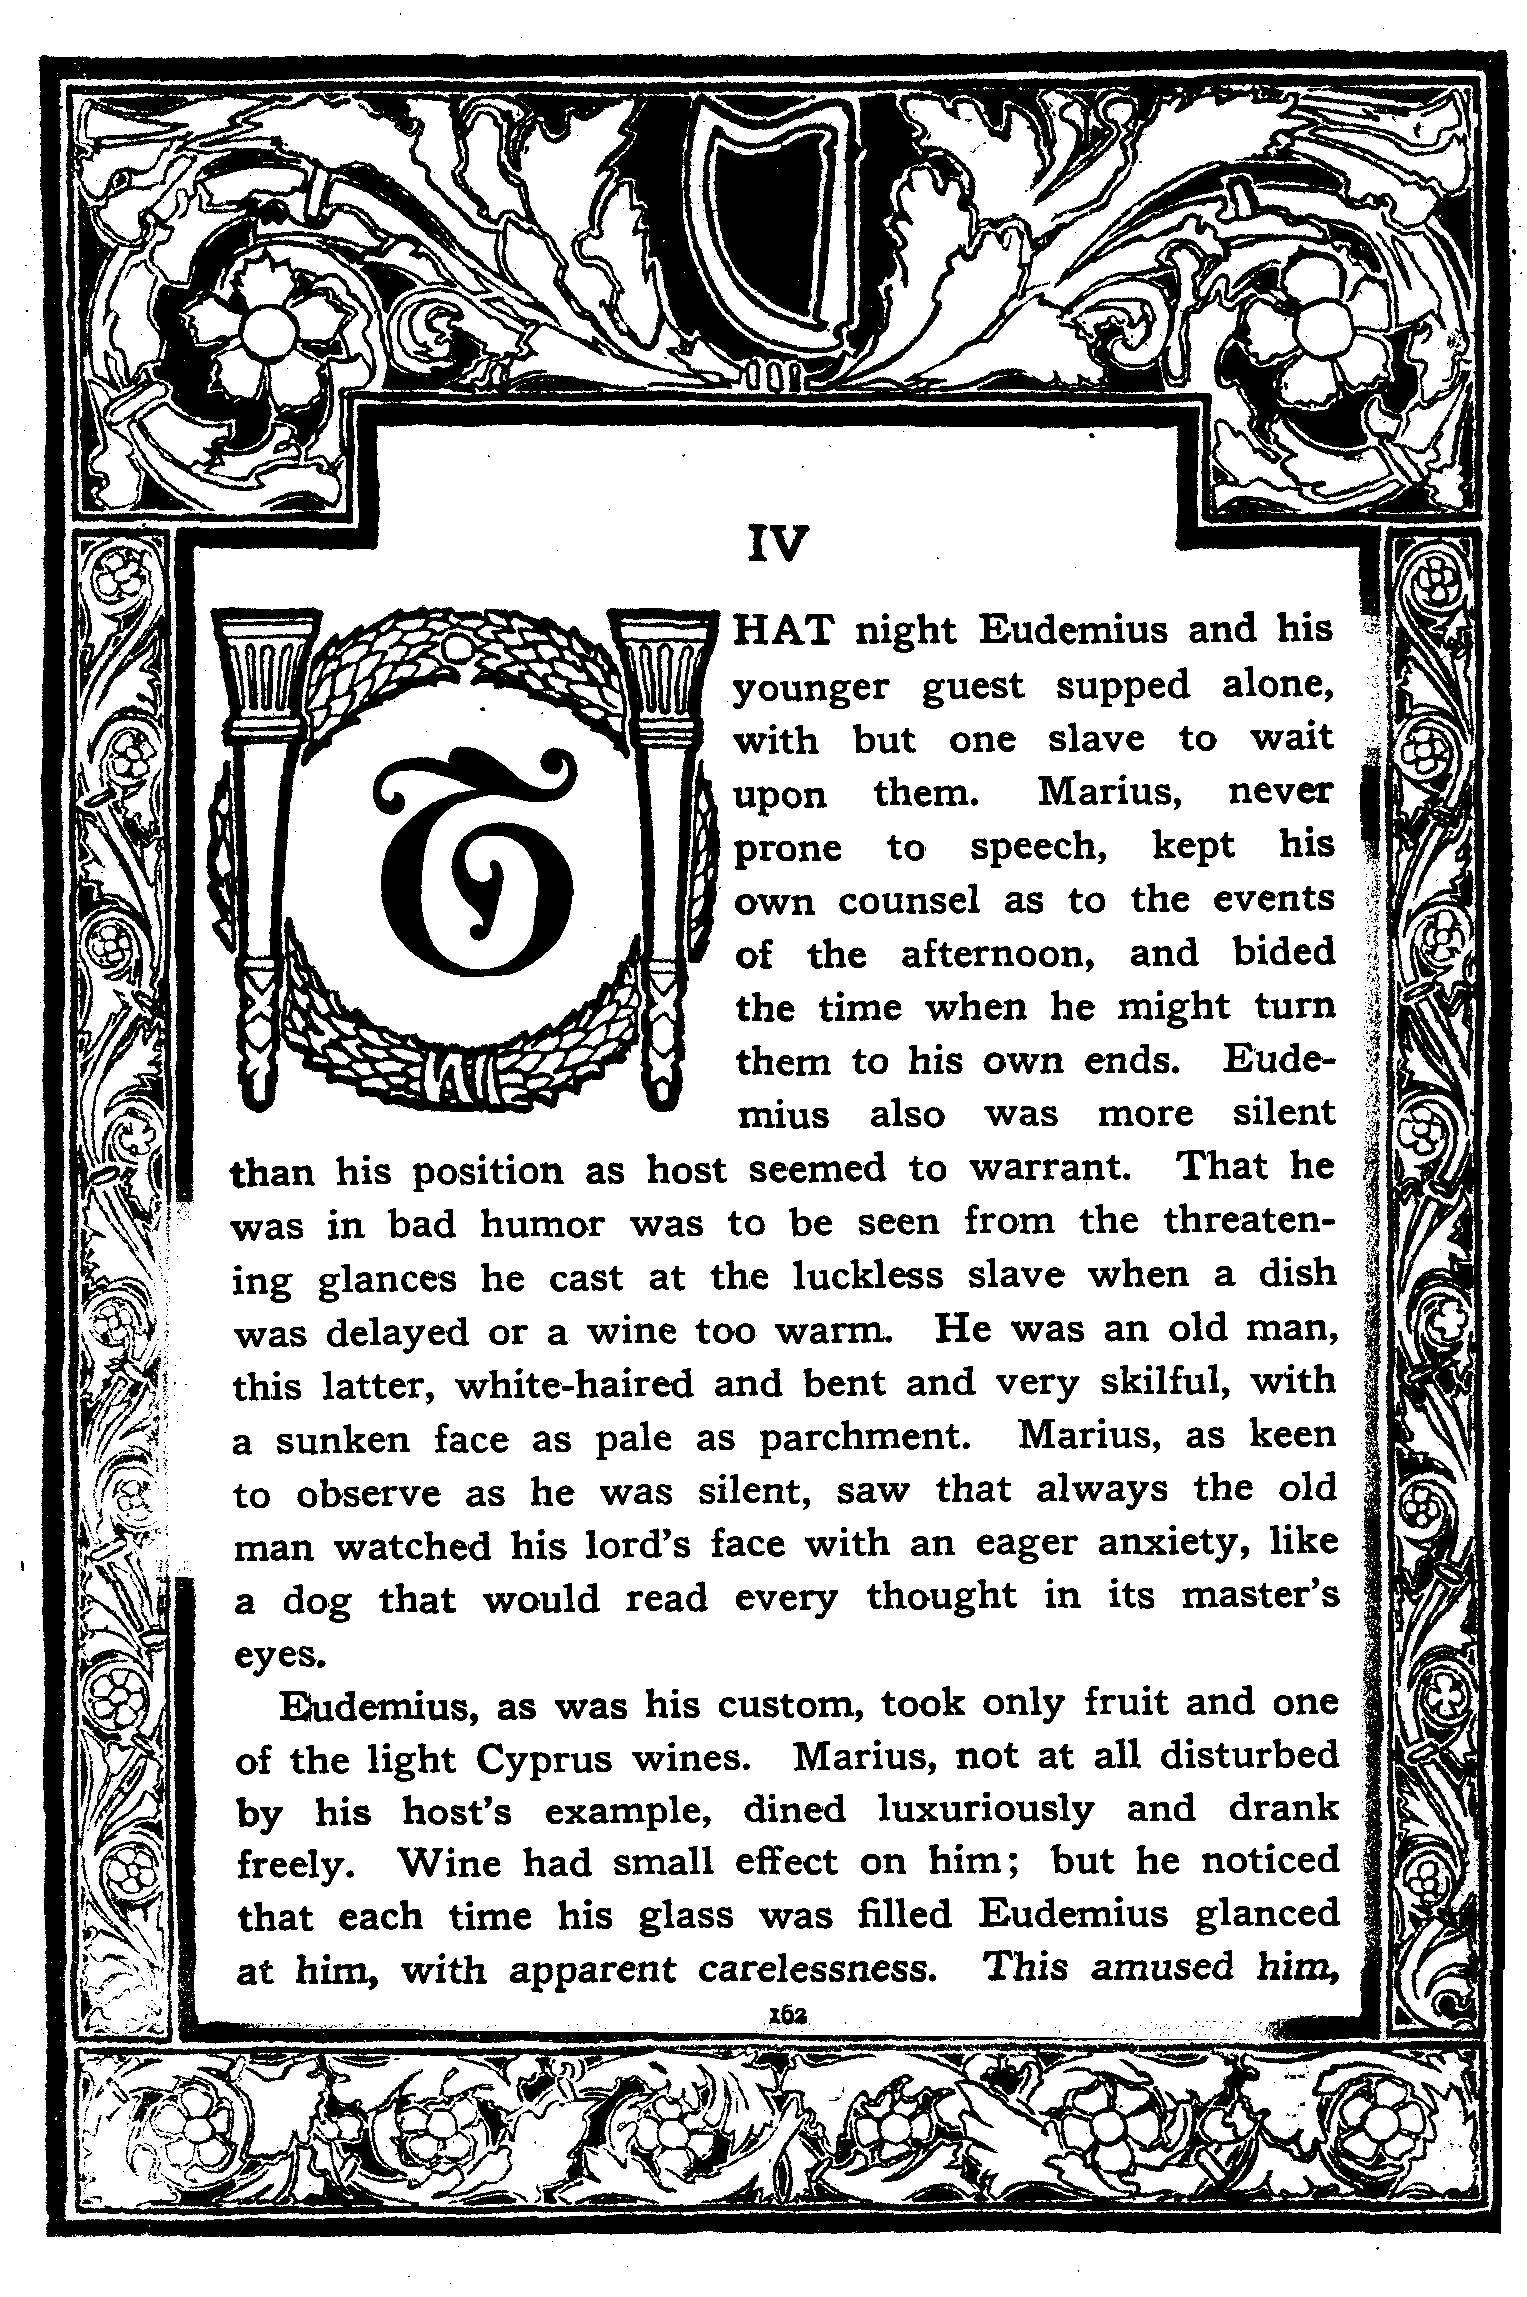 IV
THAT night Eudemius and his
younger guest supped alone,
with but one slave to wait
upon them. Marius, never
prone to speech, kept his
own counsel as to the events
of the afternoon, and bided
the time when he might turn
them to his own ends. Eude-
mius also was more silent
than his position as host seemed to warrant. That he
was in bad humor was to be seen from the threaten-
ing glances he cast at the luckless slave when a dish
was delayed or a wine too warm. He was an old man,
this latter, white-haired and bent and very skilful, with
a sunken face as pale as parchment. Marius, as keen
to observe as he was silent, saw that always the old
man watched his lord's face with an eager anxiety, like
a dog that would read every thought in its master's
eyes.
Eudemius, as was his custom, took only fruit and one
of the light Cyprus wines. Marius, not at all disturbed
by his host's example, dined luxuriously and drank
freely. Wine had small effect on him; but he noticed
that each time his glass was filled Eudemius glanced
at him, with apparent carelessness. This amused him,
162